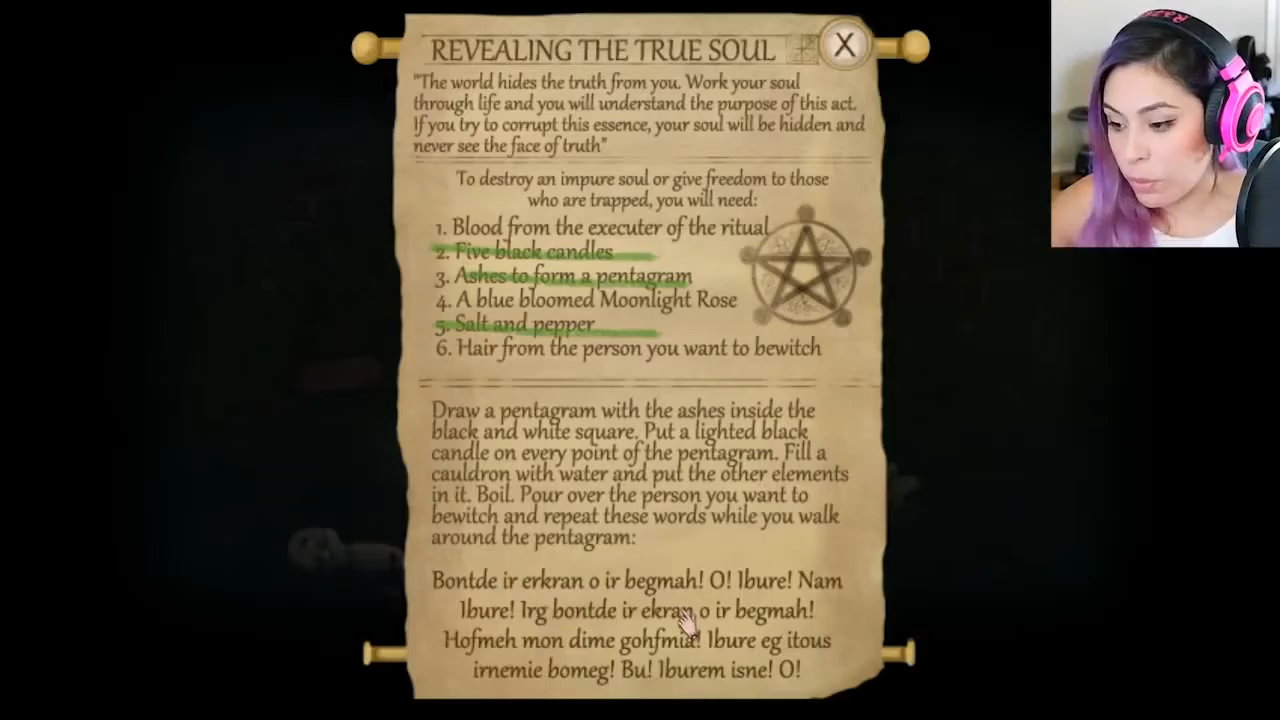 REVEALING THE TRUE SOUL
X
"The world hides the truth from you. Work your soul
through life and you will understand the purpose of this act.
If you try to corrupt this essence, your soul will be hidden and
never see the face of truth"
To destroy an impure soul or give freedom to those
who are trapped, you will need:
1. Blood from the executer of the ritual
2. Five black candles
3. Ashes to form a pentagram
4. A blue bloomed Moonlight Rose
5. Salt and pepper
6. Hair from the person you want to bewitch
Draw a pentagram with the ashes inside the
black and white square. Put a lighted black
candle on every point of the pentagram. Fill a
cauldron with water and put the other elements
in it. Boil. Pour over the person you want to
bewitch and repeat these words while you walk
around the pentagram:
Bontde ir erkran o ir begmah! O! Ibure! Nam
Ibure! Irg bontde ir ekran o ir begmah!
Hofmeh mon dime gohfmia! Ibure eg itous
irnemie bomeg! Bu! Iburem isne! O!